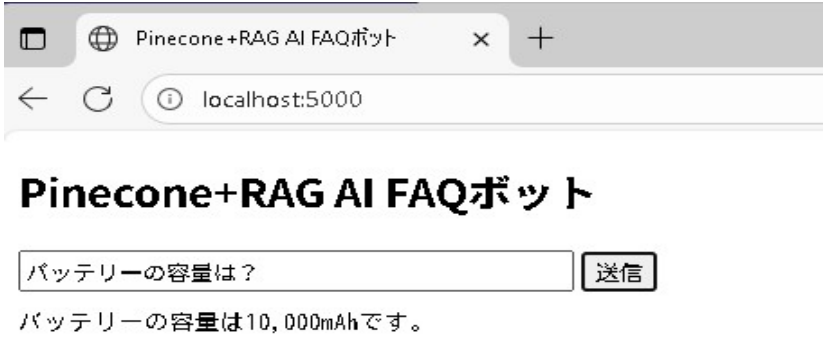 Pinecone+RAG AI FAQボット
localhost:5000
Pinecone+RAG AI FAQボット
バッテリーの容量は？
送信
バッテリーの容量は10,000mAhです。